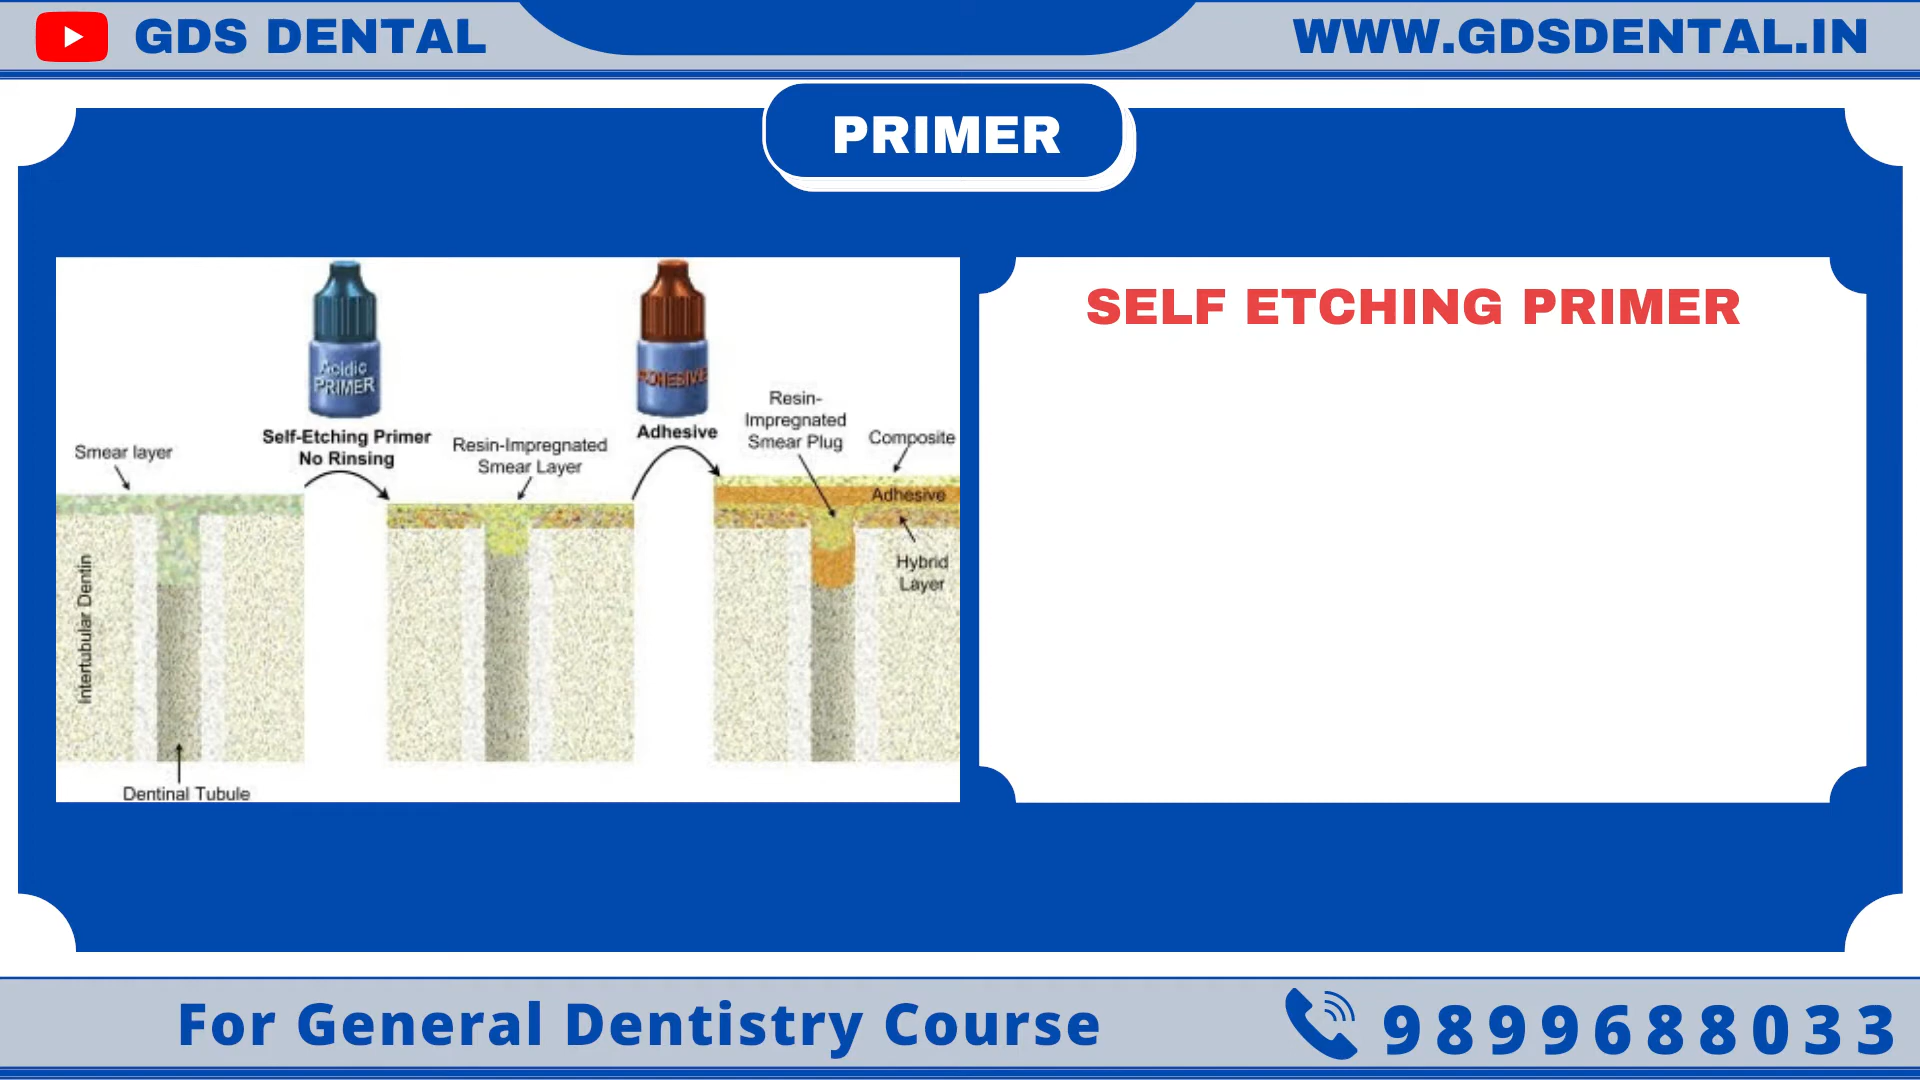 GDS DENTAL
WWW.GDSDENTAL.IN
PRIMER
SELF ETCHING PRIMER
Acidic
PRIMER
ADHESIVE
Resin-
Impregnated
Smear Plug
Composite
Smear layer
Self-Etching Primer
No Rinsing
Resin-Impregnated
Smear Layer
Adhesive
Adhesive
Hybrid
Layer
Intertubular Dentin
Dentinal Tubule
For General Dentistry Course
9899688033